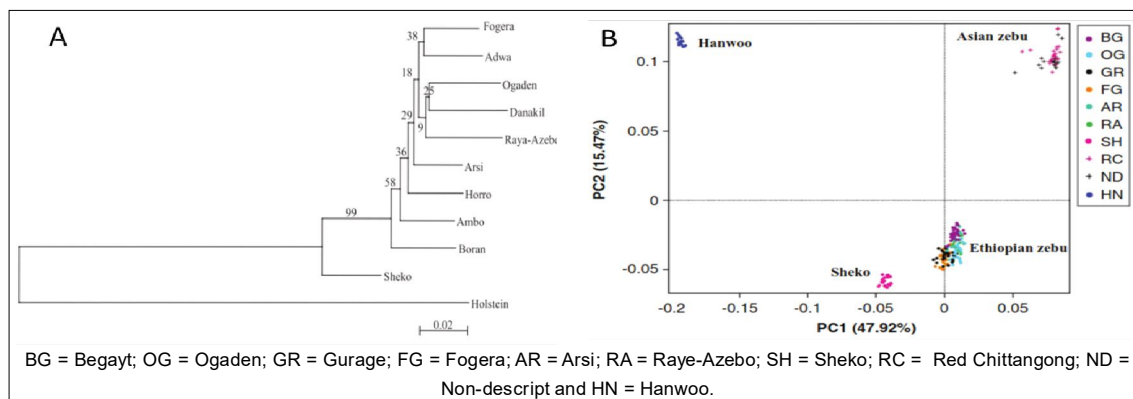 A
Fogera
38
Adwa
18
Ogaden
25
Danakil
29
9
Raya-Azebo
36
Arsi
58
Horro
99
Ambo
Boran
Sheko
Holstein
0.02
B
Hanwoo
Asian zebu
0.1
0.05
0
-0.05
PC2 (15.47%)
Ethiopian zebu
Sheko
-0.2
-0.15
-0.1
-0.05
0
0.05
PC1 (47.92%)
BG
OG
GR
FG
AR
RA
SH
RC
ND
HN
BG = Begayt; OG = Ogaden; GR = Gurage; FG = Fogera; AR = Arsi; RA = Raye-Azebo; SH = Sheko; RC = Red Chittangong; ND =
Non-descript and HN = Hanwoo.